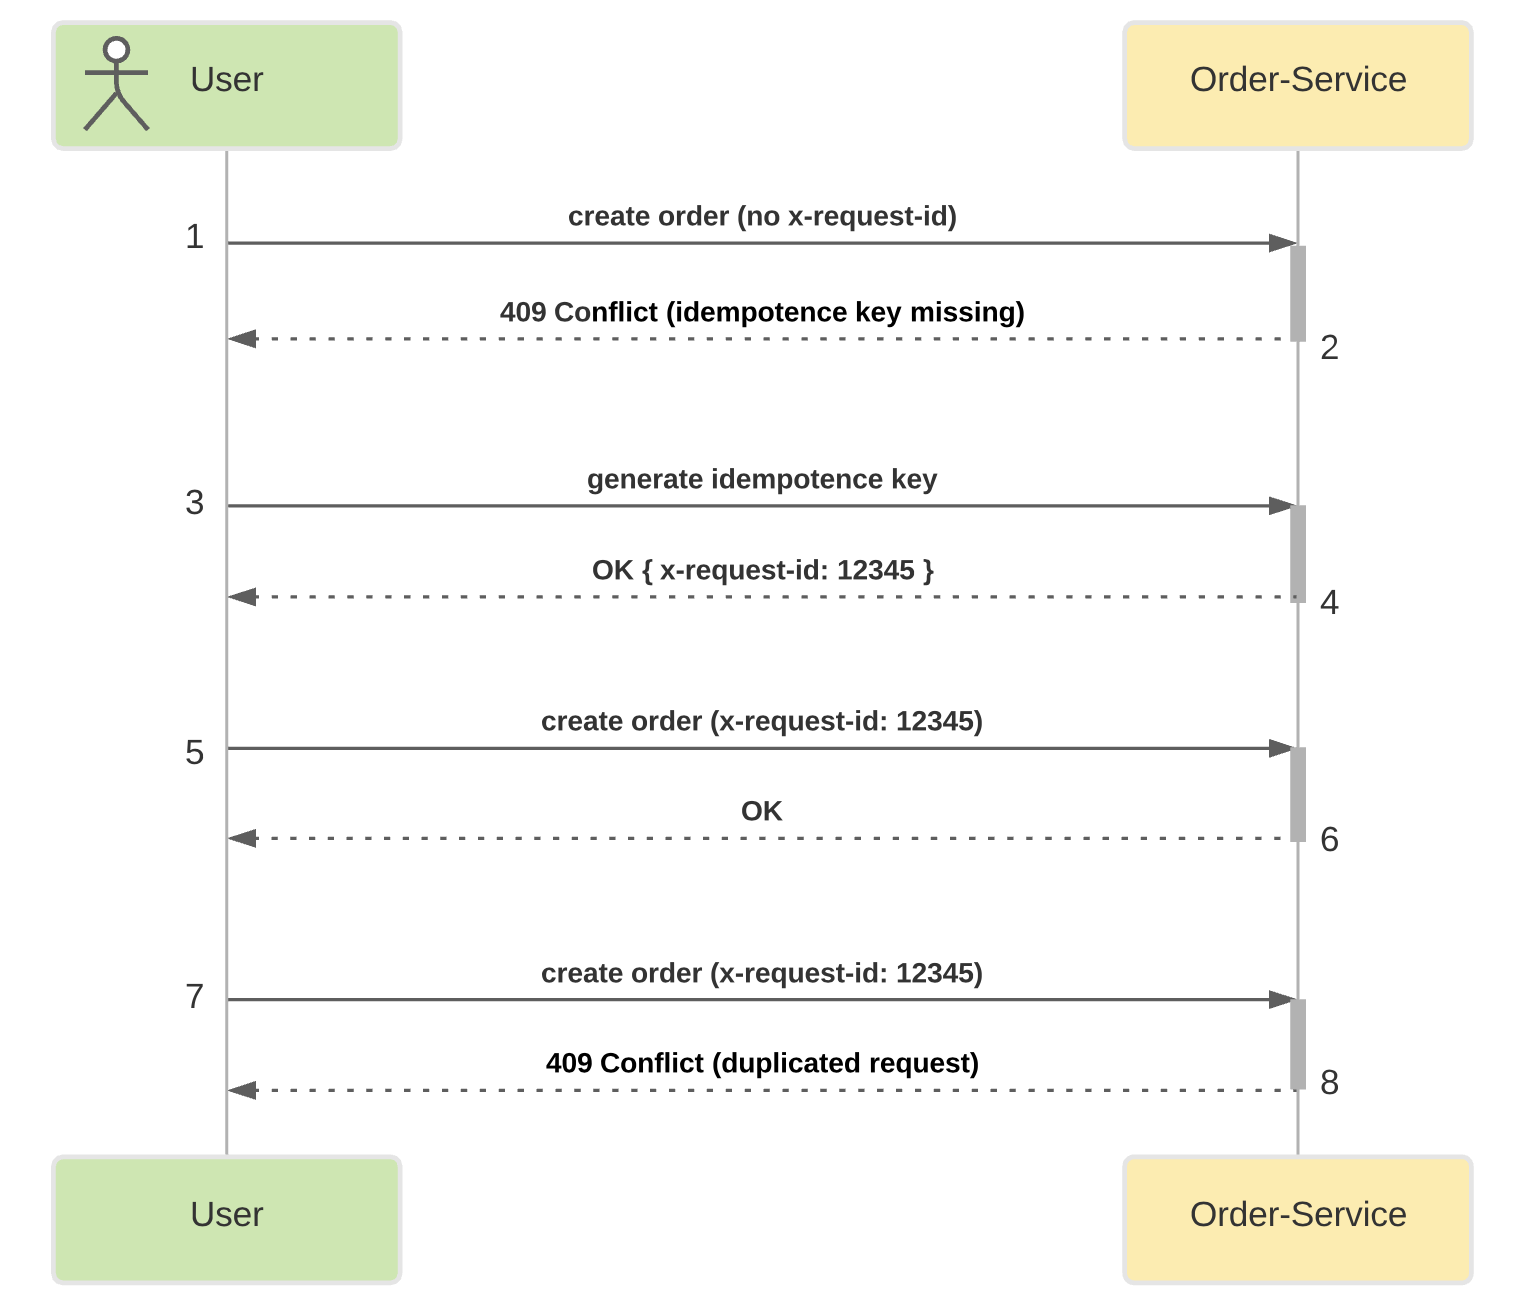 User
Order-Service
create order (no x-request-id)
1
409 Conflict (idempotence key missing)
2
generate idempotence key
3
OK { x-request-id: 12345 }
4
create order (x-request-id: 12345)
5
OK
6
create order (x-request-id: 12345)
7
409 Conflict (duplicated request)
8
User
Order-Service